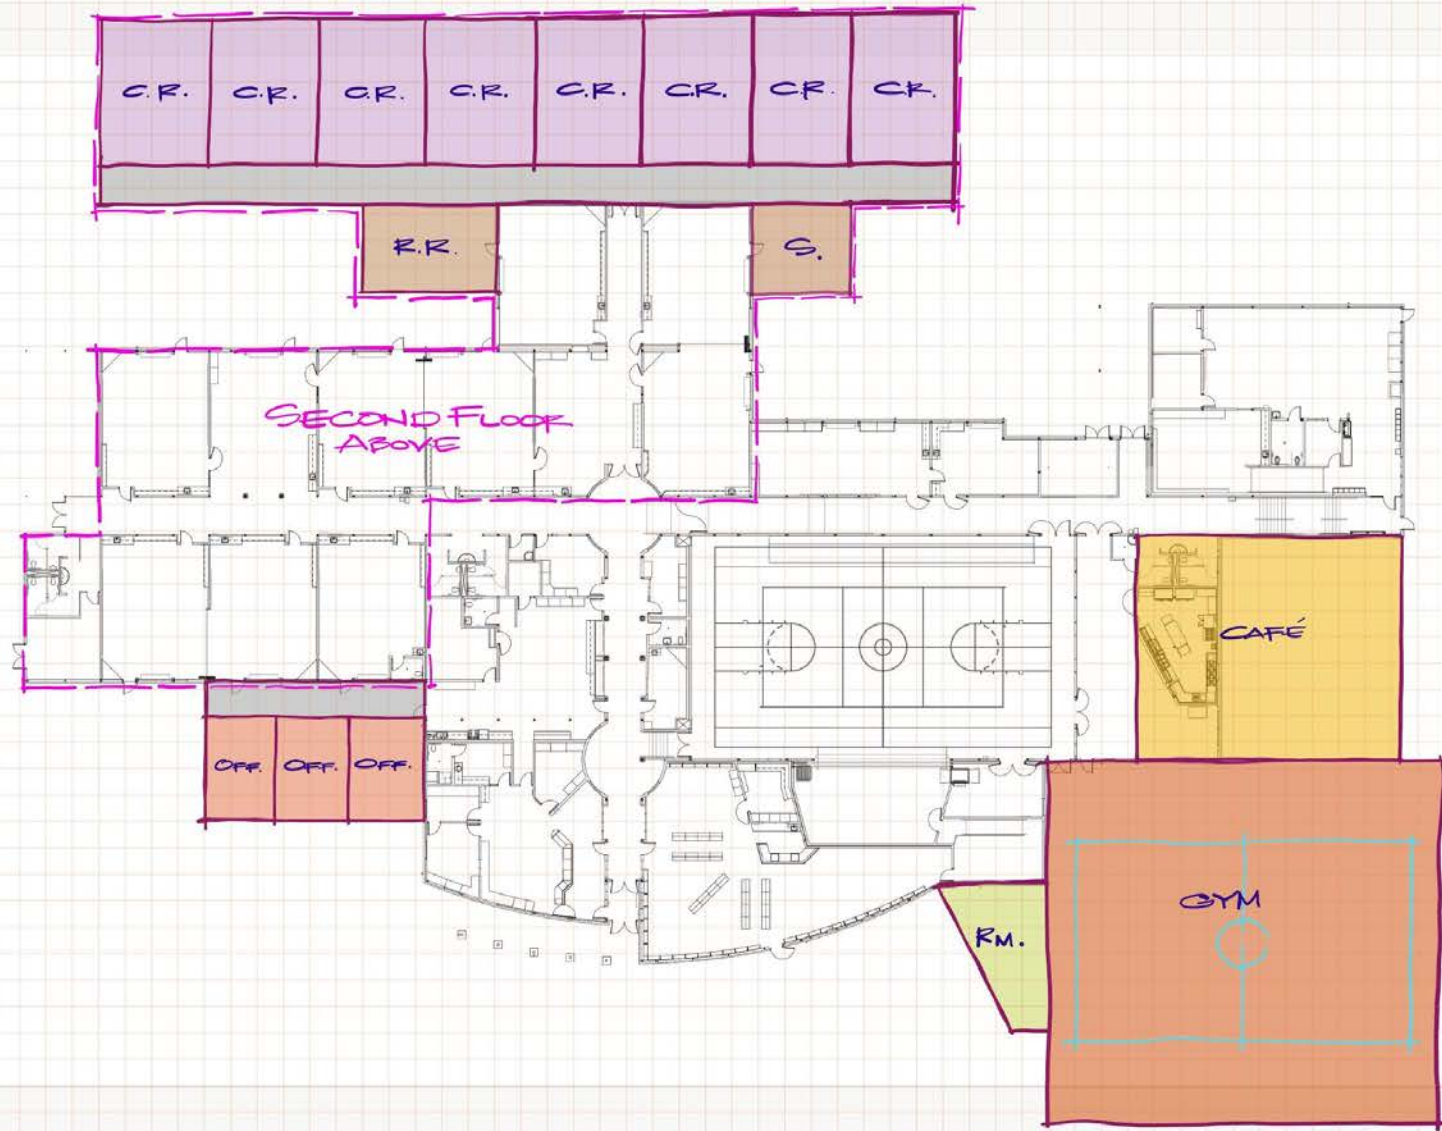 C.R. C.R. C.R. C.R. C.R. C.R. C.R. C.R.
R.R. S.
SECOND FLOOR
ABOVE
CAFÉ
OFF. OFF. OFF.
GYM
RM.